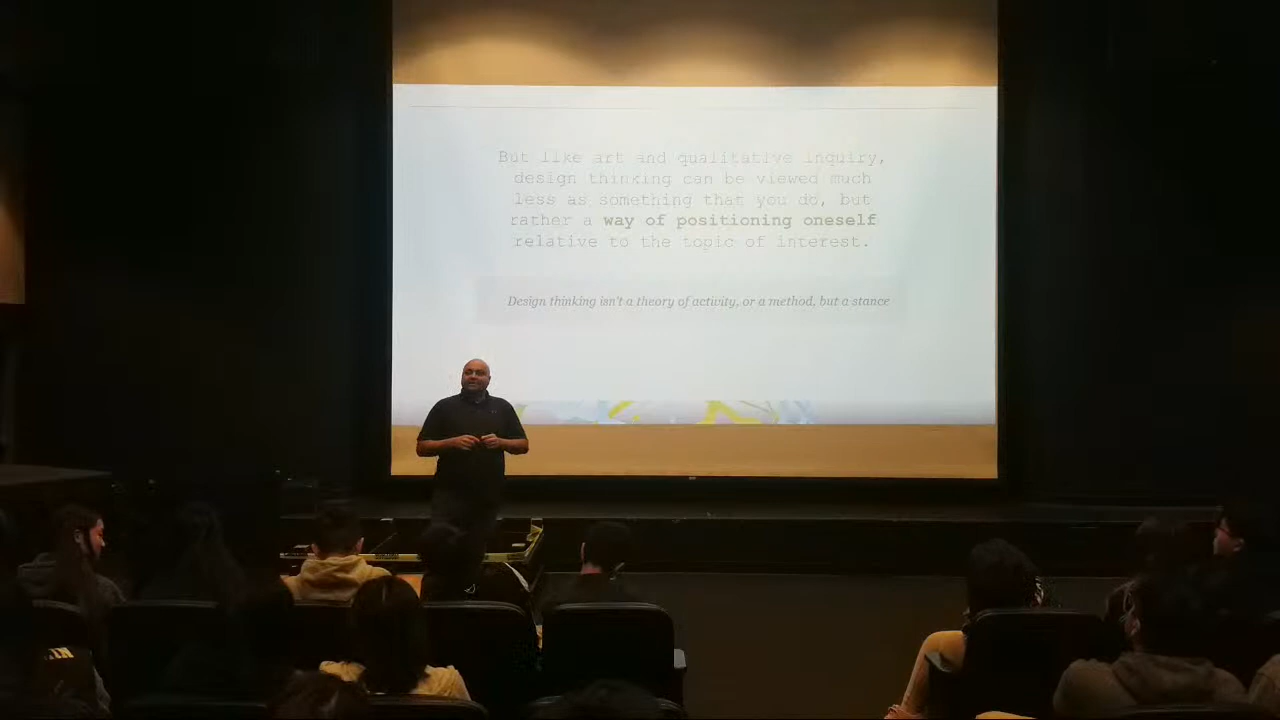 But like art and qualitative inquiry,
design thinking can be viewed much
less as something that you do, but
rather a way of positioning oneself
relative to the topic of interest.
Design thinking isn't a theory of activity, or a method, but a stance